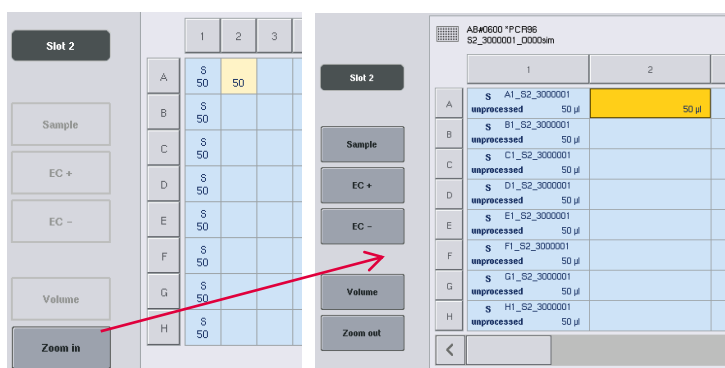 Slot 2
Sample
EC +
EC -
Volume
Zoom in
1 2 3
A S 50 50
B S 50
C S 50
D S 50
E S 50
F S 50
G S 50
H S 50
AB#0600 *PCR96
S2_3000001_0000sim
Slot 2
Sample
EC +
EC -
Volume
Zoom out
1 2
A S A1_S2_3000001
unprocessed 50 µl 50 µl
B S B1_S2_3000001
unprocessed 50 µl
C S C1_S2_3000001
unprocessed 50 µl
D S D1_S2_3000001
unprocessed 50 µl
E S E1_S2_3000001
unprocessed 50 µl
F S F1_S2_3000001
unprocessed 50 µl
G S G1_S2_3000001
unprocessed 50 µl
H S H1_S2_3000001
unprocessed 50 µl